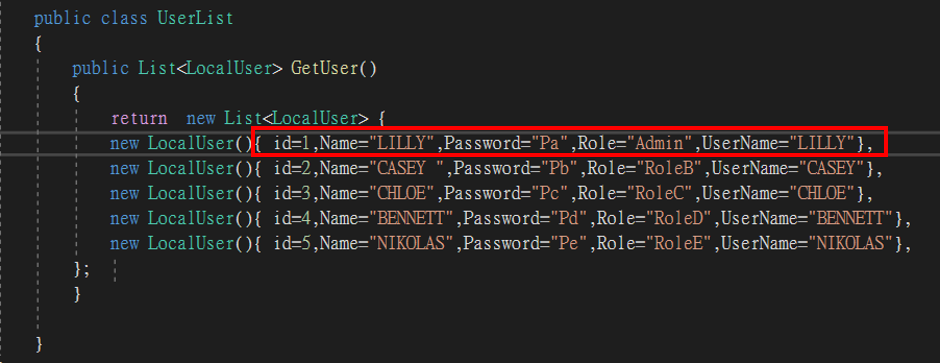 public class UserList
{
public List<LocalUser> GetUser()
{
return  new List<LocalUser> {
new LocalUser(){ id=1,Name="LILLY",Password="Pa",Role="Admin",UserName="LILLY"},
new LocalUser(){ id=2,Name="CASEY ",Password="Pb",Role="RoleB",UserName="CASEY"},
new LocalUser(){ id=3,Name="CHLOE",Password="Pc",Role="RoleC",UserName="CHLOE"},
new LocalUser(){ id=4,Name="BENNETT",Password="Pd",Role="RoleD",UserName="BENNETT"},
new LocalUser(){ id=5,Name="NIKOLAS",Password="Pe",Role="RoleE",UserName="NIKOLAS"},
};
}
}